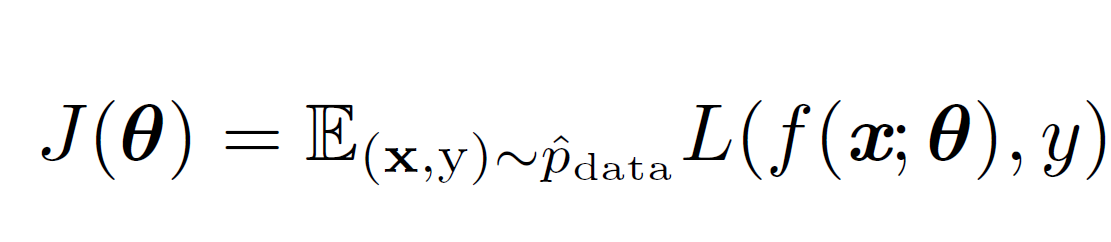 J(θ) = 𝔼_{(x,y)∼p̂_data} L(f(x; θ), y)